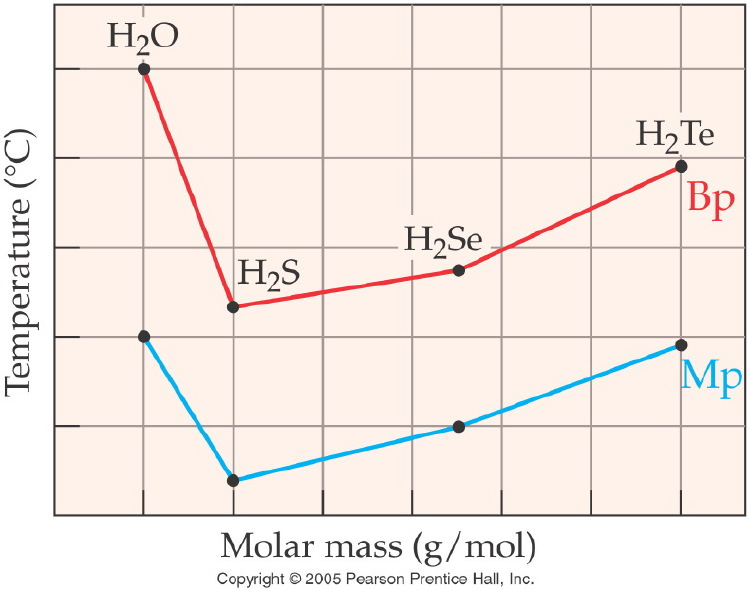 H₂O
H₂Te
Bp
H₂Se
H₂S
Mp
Temperature (°C)
Molar mass (g/mol)
Copyright © 2005 Pearson Prentice Hall, Inc.